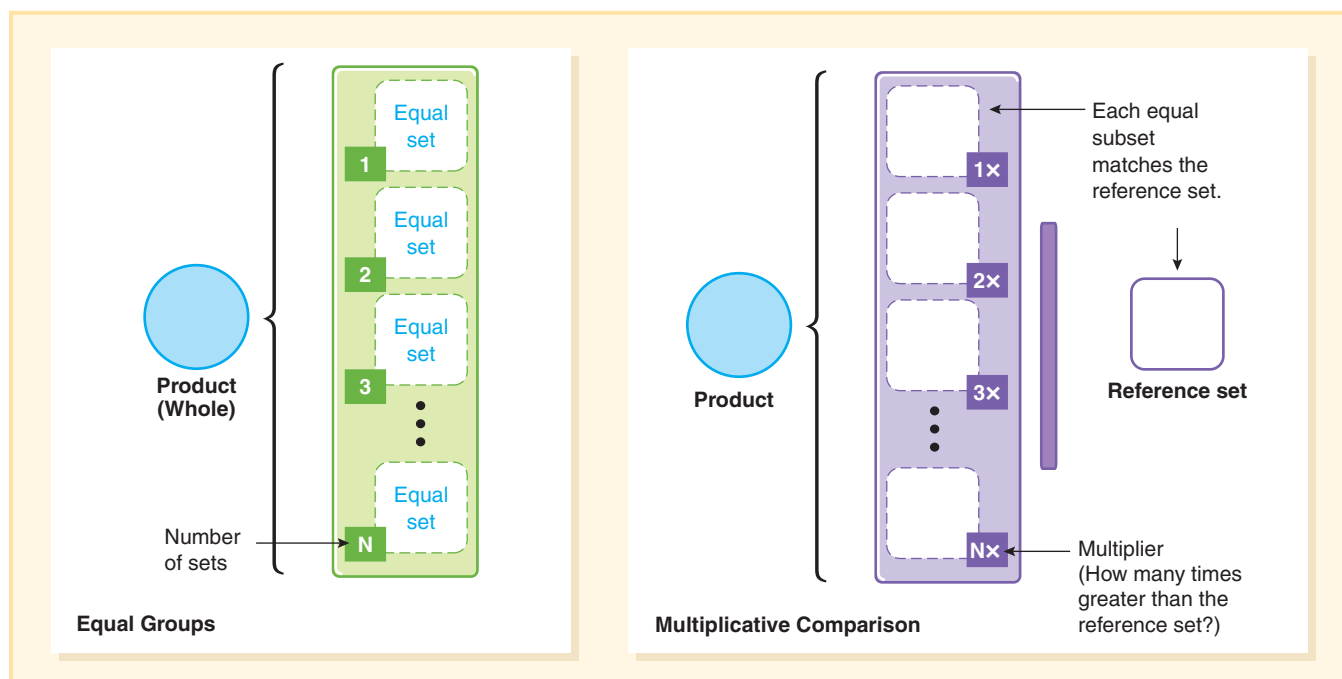 Equal
set
1
Equal
set
2
Equal
set
3
Product
(Whole)
Equal
set
N
Number
of sets
Equal Groups
Each equal
subset
matches the
reference set.
1×
2×
3×
Product
Reference set
N×
Multiplier
(How many times
greater than the
reference set?)
Multiplicative Comparison